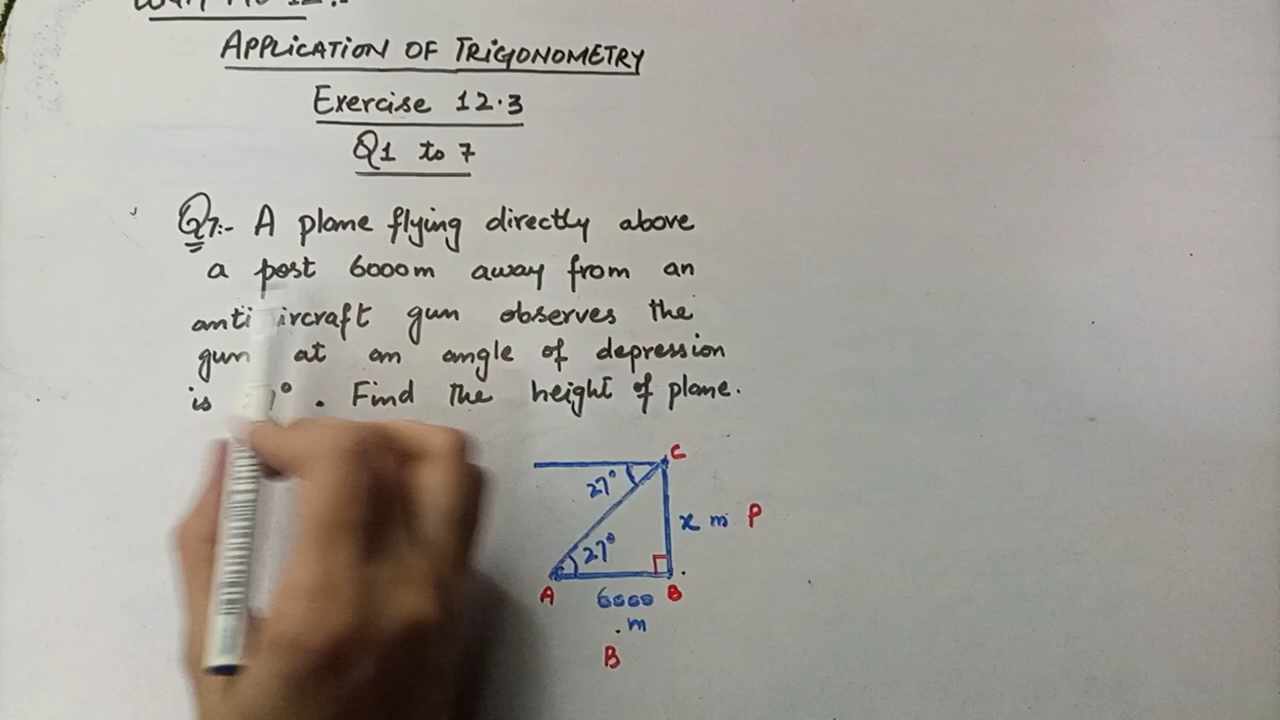 APPLICATION OF TRIGONOMETRY
Exercise 12.3
Q1 to 7
Q7:- A plane flying directly above
a post 6000m away from an
anti ircraft gun observes the
gun at an angle of depression
is 7° . Find the height of plane.
C
27°
x m P
27°
A 6000 B
m
B